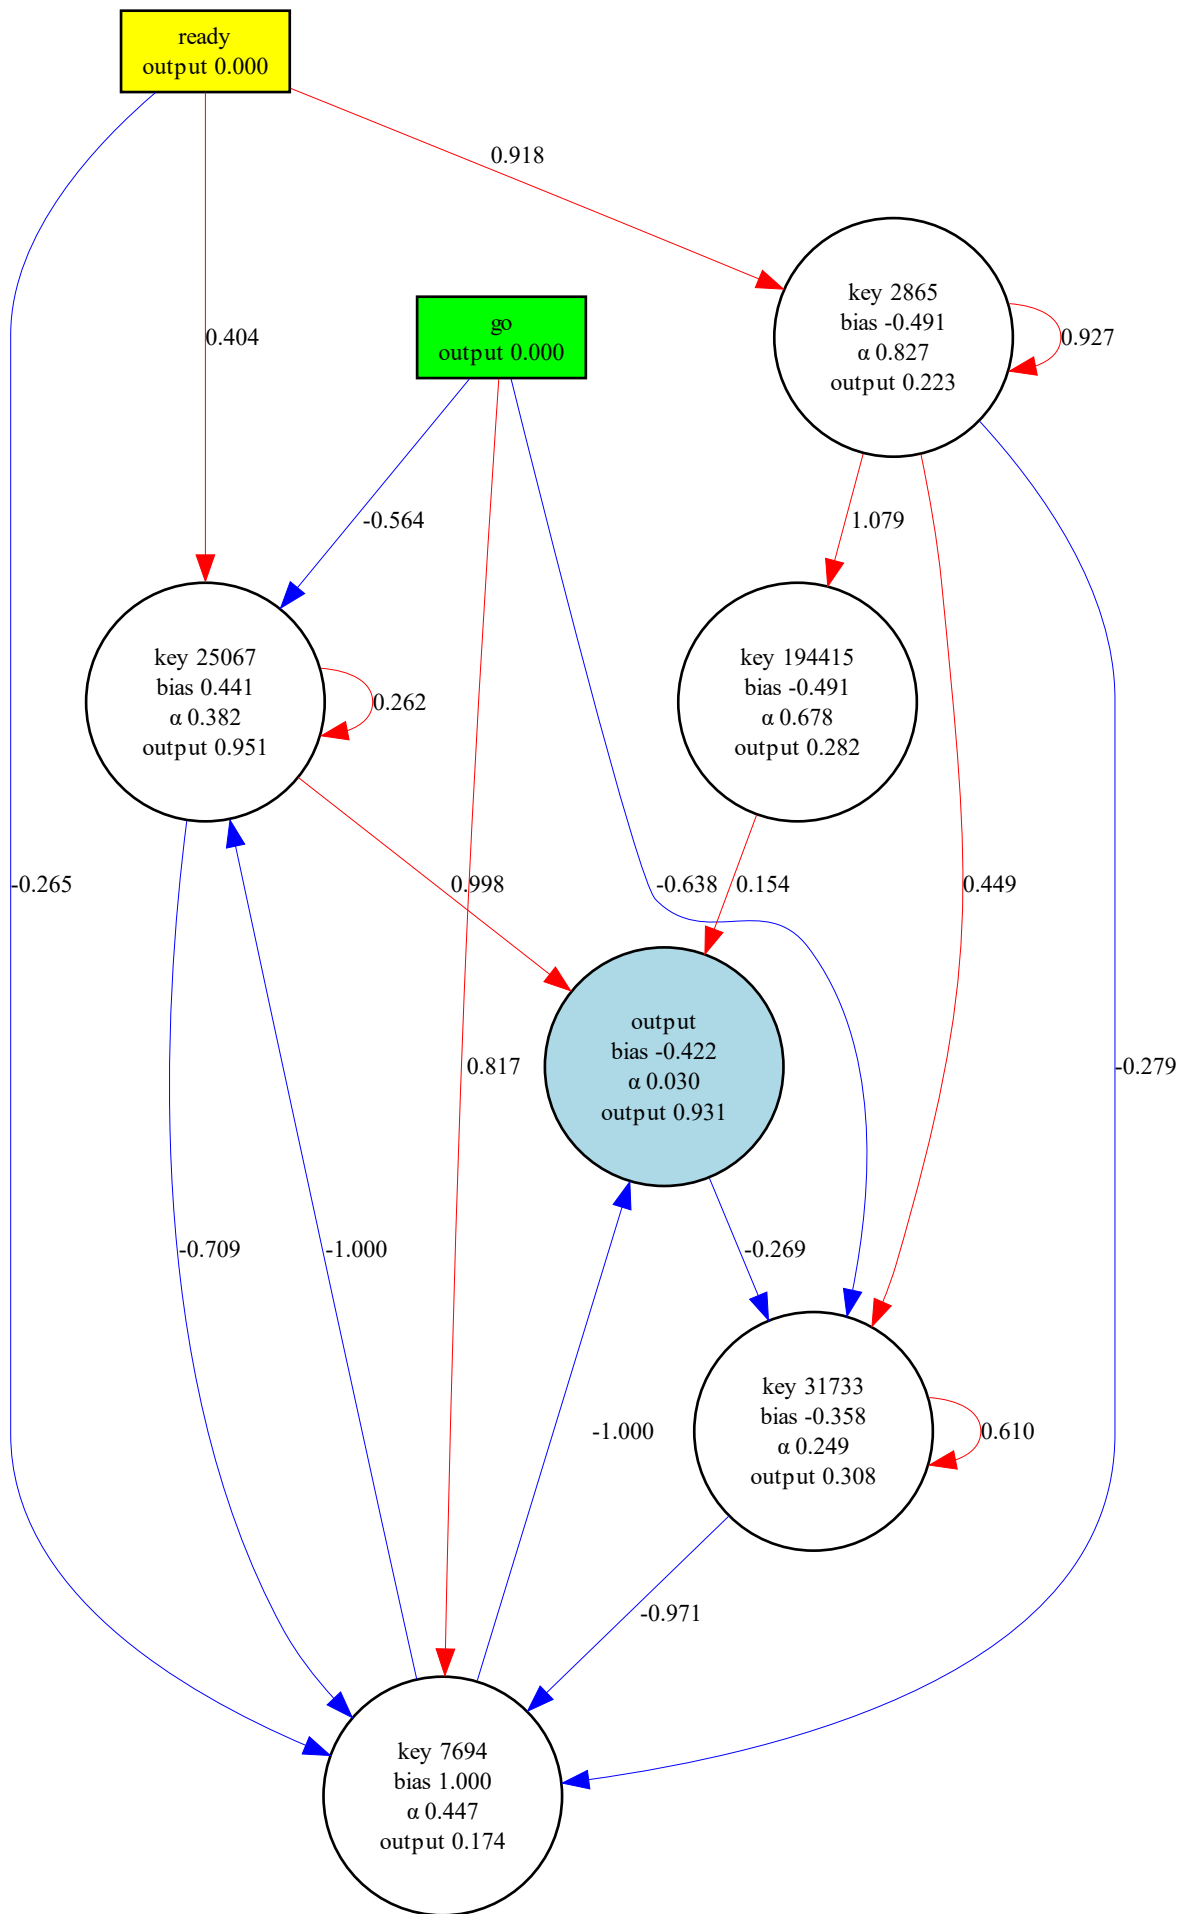 ready
output 0.000
0.918
key 2865
bias -0.491
α 0.827
output 0.223
0.927
0.404
go
output 0.000
-0.564
1.079
key 25067
bias 0.441
α 0.382
output 0.951
0.262
key 194415
bias -0.491
α 0.678
output 0.282
-0.265
0.998
-0.638
0.154
0.449
output
bias -0.422
α 0.030
output 0.931
0.817
-0.279
-0.709
-1.000
-0.269
key 31733
bias -0.358
α 0.249
output 0.308
-1.000
0.610
-0.971
key 7694
bias 1.000
α 0.447
output 0.174